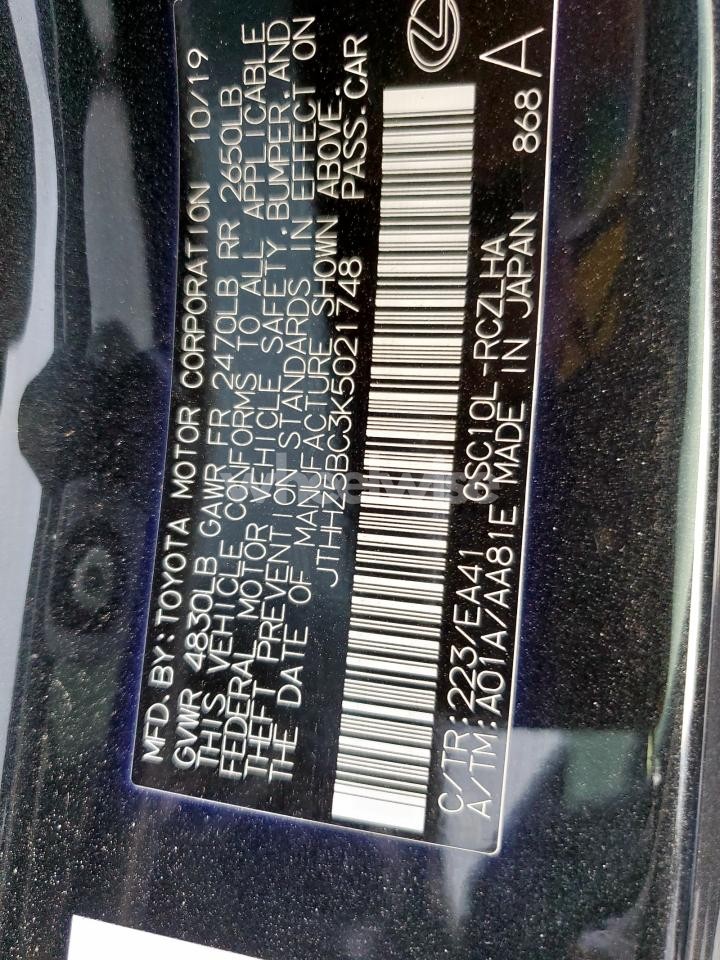 MFD. BY: TOYOTA MOTOR CORPORATION 10/19
GVWR 4830LB GAWR FR 2470LB RR 2650LB
THIS VEHICLE CONFORMS TO ALL APPLICABLE
FEDERAL MOTOR VEHICLE SAFETY, BUMPER, AND
THEFT PREVENTION STANDARDS IN EFFECT ON
THE DATE OF MANUFACTURE SHOWN ABOVE.
JTHHZ5BC3K5021748 PASS. CAR
C/TR: 223/EA41 GSC10L-RCZLHA 868
A/TM: A01A/AA81E MADE IN JAPAN A